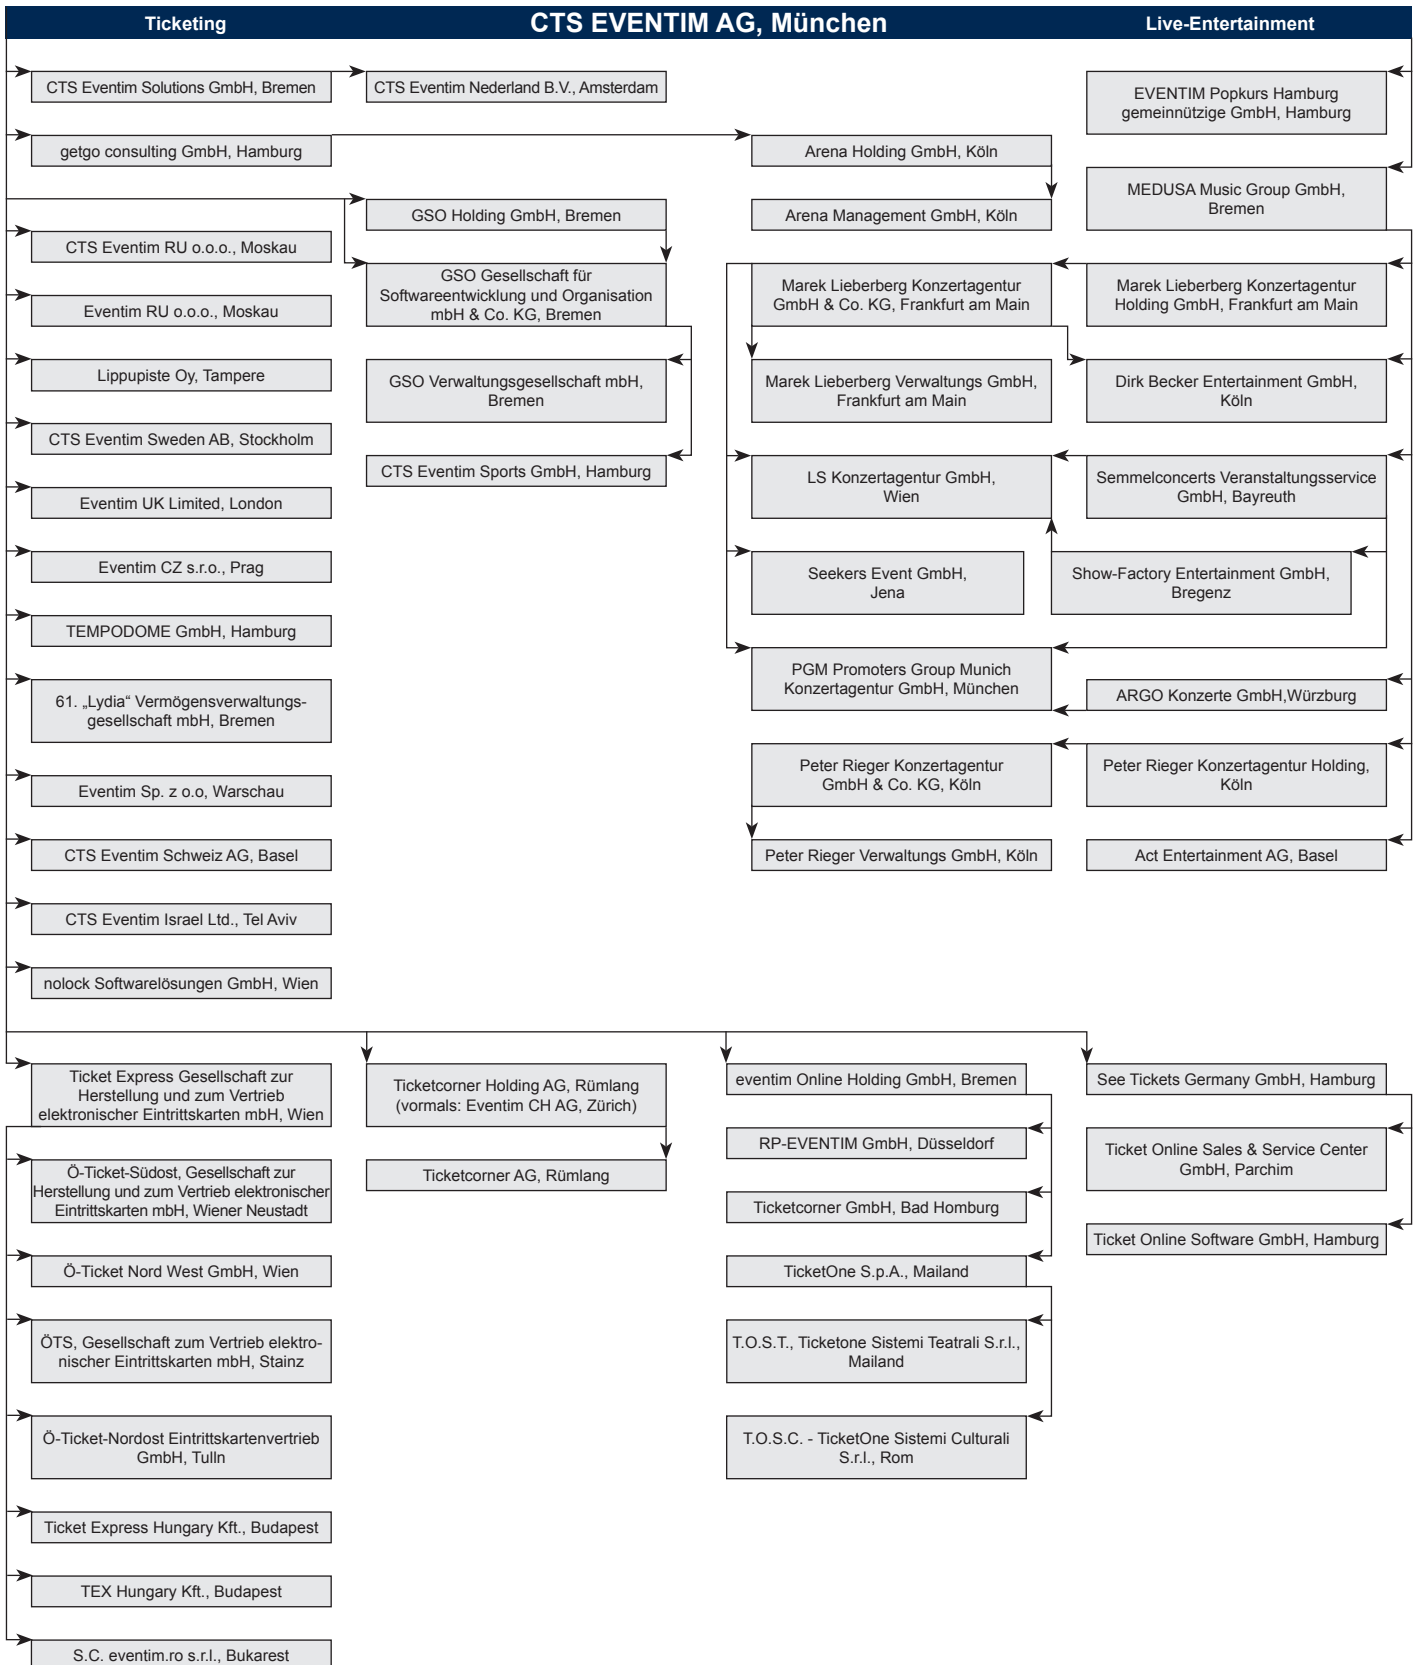 Ticketing
CTS EVENTIM AG, München
Live-Entertainment
CTS Eventim Solutions GmbH, Bremen
CTS Eventim Nederland B.V., Amsterdam
EVENTIM Popkurs Hamburg
gemeinnützige GmbH, Hamburg
getgo consulting GmbH, Hamburg
Arena Holding GmbH, Köln
MEDUSA Music Group GmbH,
Bremen
GSO Holding GmbH, Bremen
Arena Management GmbH, Köln
CTS Eventim RU o.o.o., Moskau
GSO Gesellschaft für
Softwareentwicklung und Organisation
mbH & Co. KG, Bremen
Marek Lieberberg Konzertagentur
GmbH & Co. KG, Frankfurt am Main
Marek Lieberberg Konzertagentur
Holding GmbH, Frankfurt am Main
Eventim RU o.o.o., Moskau
Lippupiste Oy, Tampere
GSO Verwaltungsgesellschaft mbH,
Bremen
Marek Lieberberg Verwaltungs GmbH,
Frankfurt am Main
Dirk Becker Entertainment GmbH,
Köln
CTS Eventim Sweden AB, Stockholm
CTS Eventim Sports GmbH, Hamburg
LS Konzertagentur GmbH,
Wien
Semmelconcerts Veranstaltungsservice
GmbH, Bayreuth
Eventim UK Limited, London
Eventim CZ s.r.o., Prag
Seekers Event GmbH,
Jena
Show-Factory Entertainment GmbH,
Bregenz
TEMPODOME GmbH, Hamburg
PGM Promoters Group Munich
Konzertagentur GmbH, München
61. „Lydia“ Vermögensverwaltungs-
gesellschaft mbH, Bremen
ARGO Konzerte GmbH,Würzburg
Eventim Sp. z o.o, Warschau
Peter Rieger Konzertagentur
GmbH & Co. KG, Köln
Peter Rieger Konzertagentur Holding,
Köln
CTS Eventim Schweiz AG, Basel
Peter Rieger Verwaltungs GmbH, Köln
Act Entertainment AG, Basel
CTS Eventim Israel Ltd., Tel Aviv
nolock Softwarelösungen GmbH, Wien
Ticket Express Gesellschaft zur
Herstellung und zum Vertrieb
elektronischer Eintrittskarten mbH, Wien
Ticketcorner Holding AG, Rümlang
(vormals: Eventim CH AG, Zürich)
eventim Online Holding GmbH, Bremen
See Tickets Germany GmbH, Hamburg
RP-EVENTIM GmbH, Düsseldorf
Ticket Online Sales & Service Center
GmbH, Parchim
Ö-Ticket-Südost, Gesellschaft zur
Herstellung und zum Vertrieb elektronischer
Eintrittskarten mbH, Wiener Neustadt
Ticketcorner AG, Rümlang
Ticketcorner GmbH, Bad Homburg
Ticket Online Software GmbH, Hamburg
Ö-Ticket Nord West GmbH, Wien
TicketOne S.p.A., Mailand
ÖTS, Gesellschaft zum Vertrieb elektro-
nischer Eintrittskarten mbH, Stainz
T.O.S.T., Ticketone Sistemi Teatrali S.r.l.,
Mailand
Ö-Ticket-Nordost Eintrittskartenvertrieb
GmbH, Tulln
T.O.S.C. - TicketOne Sistemi Culturali
S.r.l., Rom
Ticket Express Hungary Kft., Budapest
TEX Hungary Kft., Budapest
S.C. eventim.ro s.r.l., Bukarest